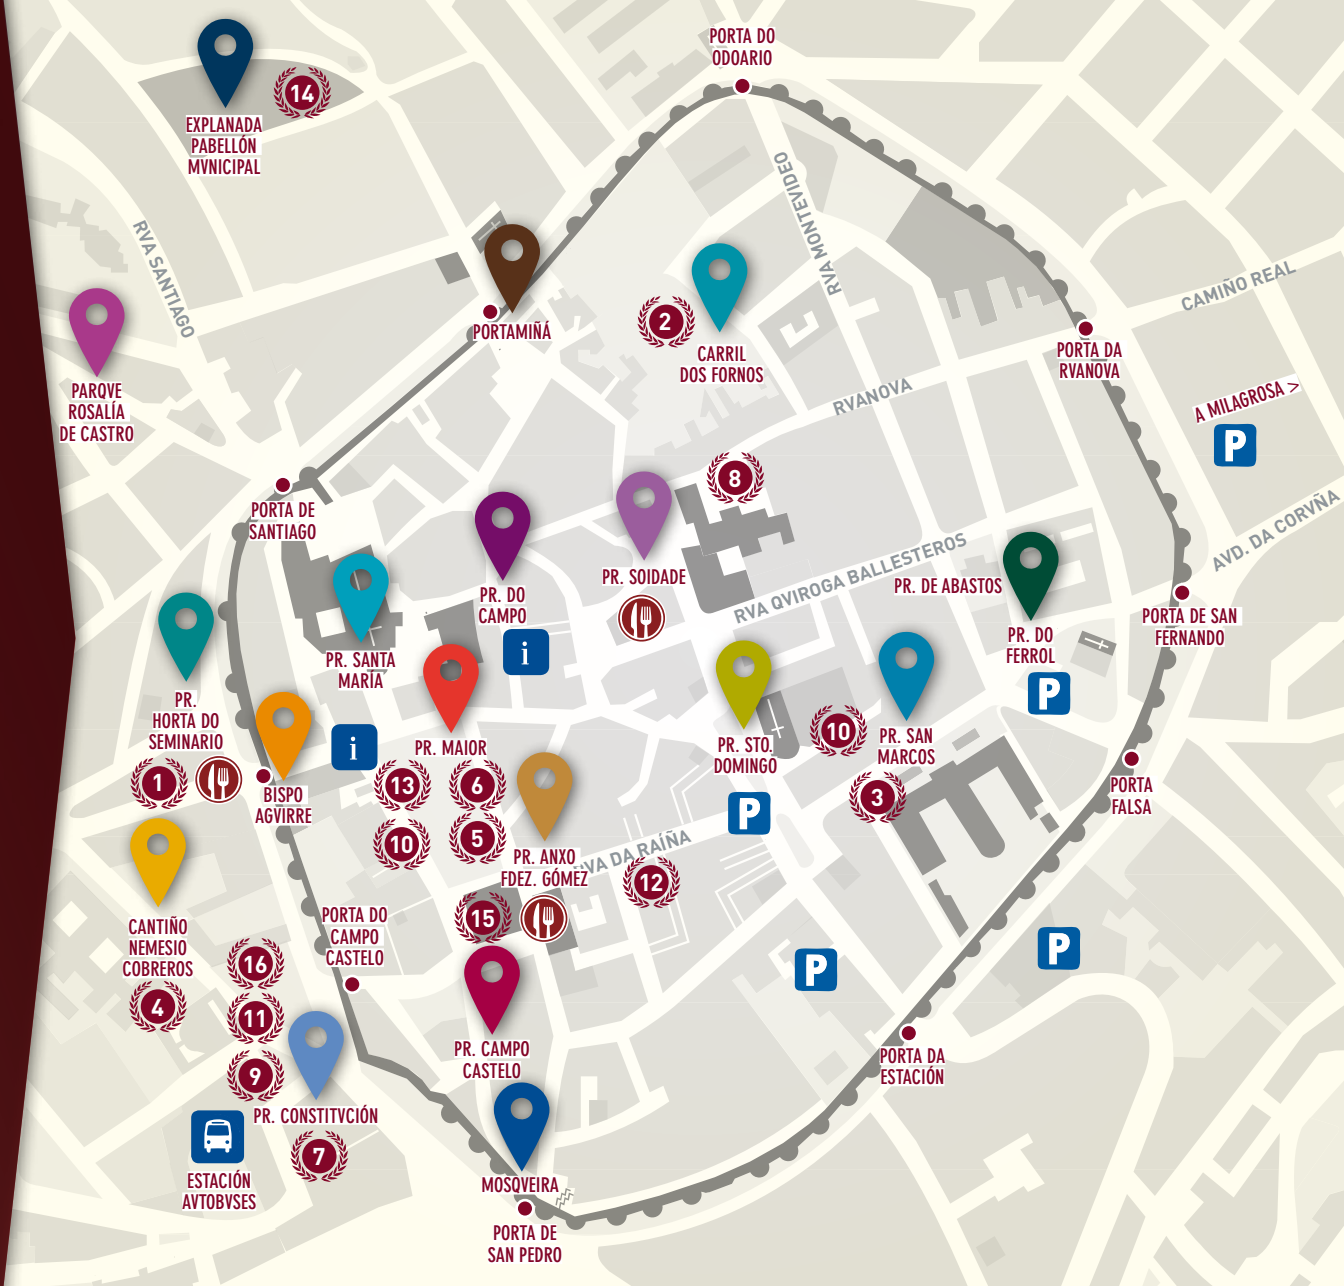 PORTA DO
ODOARIO
14
EXPLANADA
PABELLÓN
MVNICIPAL
RVA MONTEVIDEO
RVA SANTIAGO
CAMIÑO REAL
PORTAMIÑÁ
2
CARRIL
DOS FORNOS
PORTA DA
RVANOVA
PARQVE
ROSALÍA
DE CASTRO
RVANOVA
A MILAGROSA >
P
8
PORTA DE
SANTIAGO
AVD. DA CORVÑA
PR. SOIDADE
RVA QVIROGA BALLESTEROS
PR. DE ABASTOS
PR. DO
CAMPO
i
PORTA DE SAN
FERNANDO
PR. DO
FERROL
P
PR. SANTA
MARÍA
PR.
HORTA DO
SEMINARIO
1
i
PR. MAIOR
13
6
10
5
PR. STO.
DOMINGO
P
10
PR. SAN
MARCOS
3
BISPO
AGVIRRE
PORTA
FALSA
RVA DA RAÍÑA
PR. ANXO
FDEZ. GÓMEZ
12
15
PORTA DO
CAMPO
CASTELO
CANTIÑO
NEMESIO
COBREROS
4
16
11
9
P
P
PR. CAMPO
CASTELO
PORTA DA
ESTACIÓN
PR. CONSTITVCIÓN
7
ESTACIÓN
AVTOBVSES
MOSQVEIRA
PORTA DE
SAN PEDRO